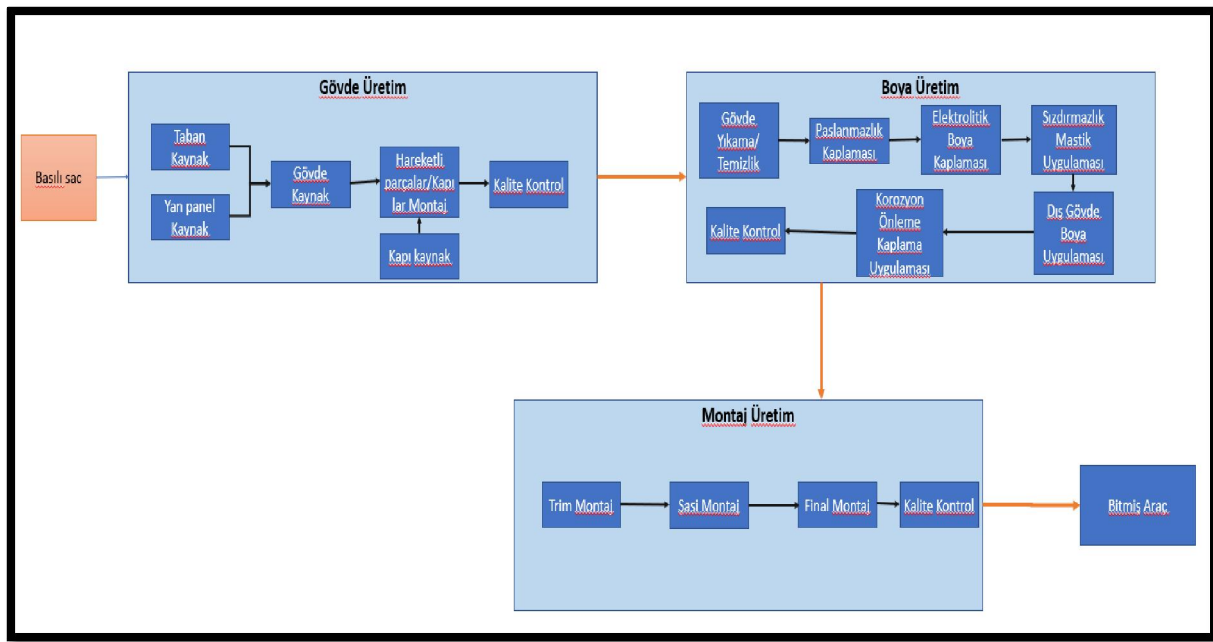 Basılı sac
Gövde Üretim
Taban
Kaynak
Yarı panel
Kaynak
Gövde
Kaynak
Hareketli
parçalar/Kapı
lar Montaj
Kapı kaynak
Kalite Kontrol
Boya Üretim
Gövde
Yıkama/
Temizlik
Paslanmazlık
Kaplaması
Elektrolitik
Boya
Kaplaması
Sızdırmazlık
Mastik
Uygulaması
Dış Gövde
Boya
Uygulaması
Korozyon
Önleme
Kaplama
Uygulaması
Kalite Kontrol
Montaj Üretim
Trim Montaj
Sasi Montaj
Final Montaj
Kalite Kontrol
Bitmiş Araç